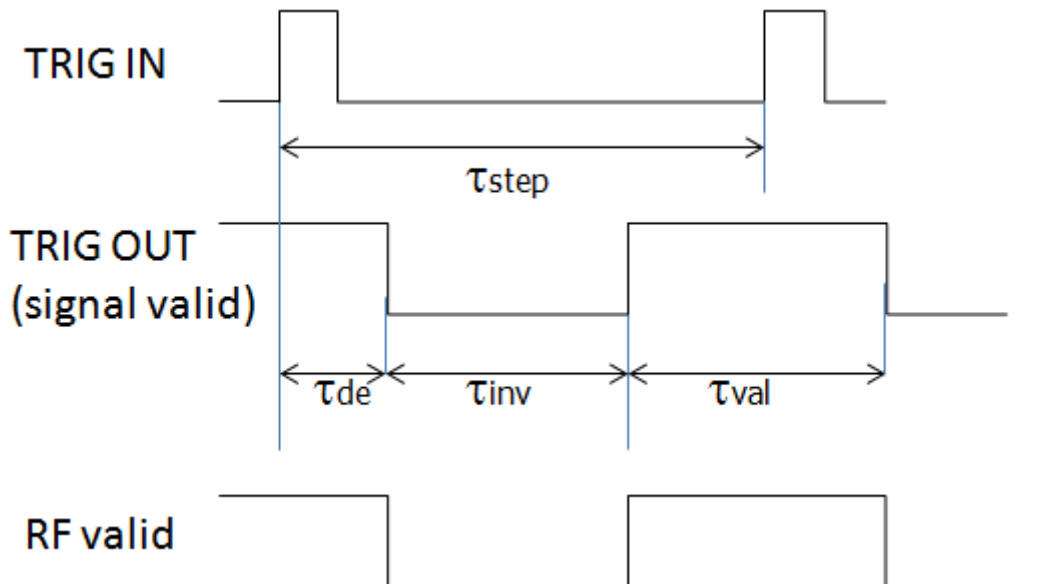 TRIG IN
τstep
TRIG OUT
(signal valid)
τde
τinv
τval
RF valid